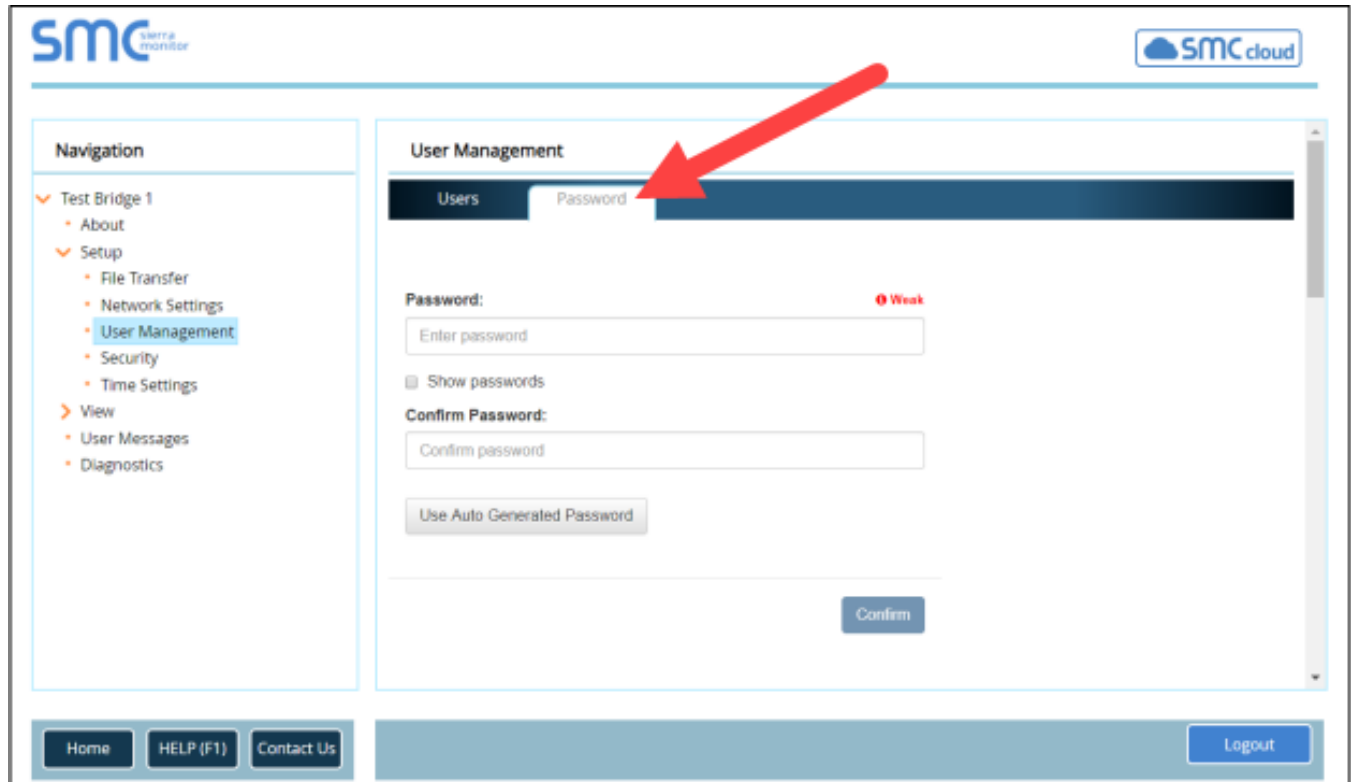 SMC sierra monitor
SMC cloud
Navigation
Test Bridge 1
About
Setup
File Transfer
Network Settings
User Management
Security
Time Settings
View
User Messages
Diagnostics
User Management
Users Password
Password: Weak
Enter password
Show passwords
Confirm Password:
Confirm password
Use Auto Generated Password
Confirm
Home HELP (F1) Contact Us
Logout